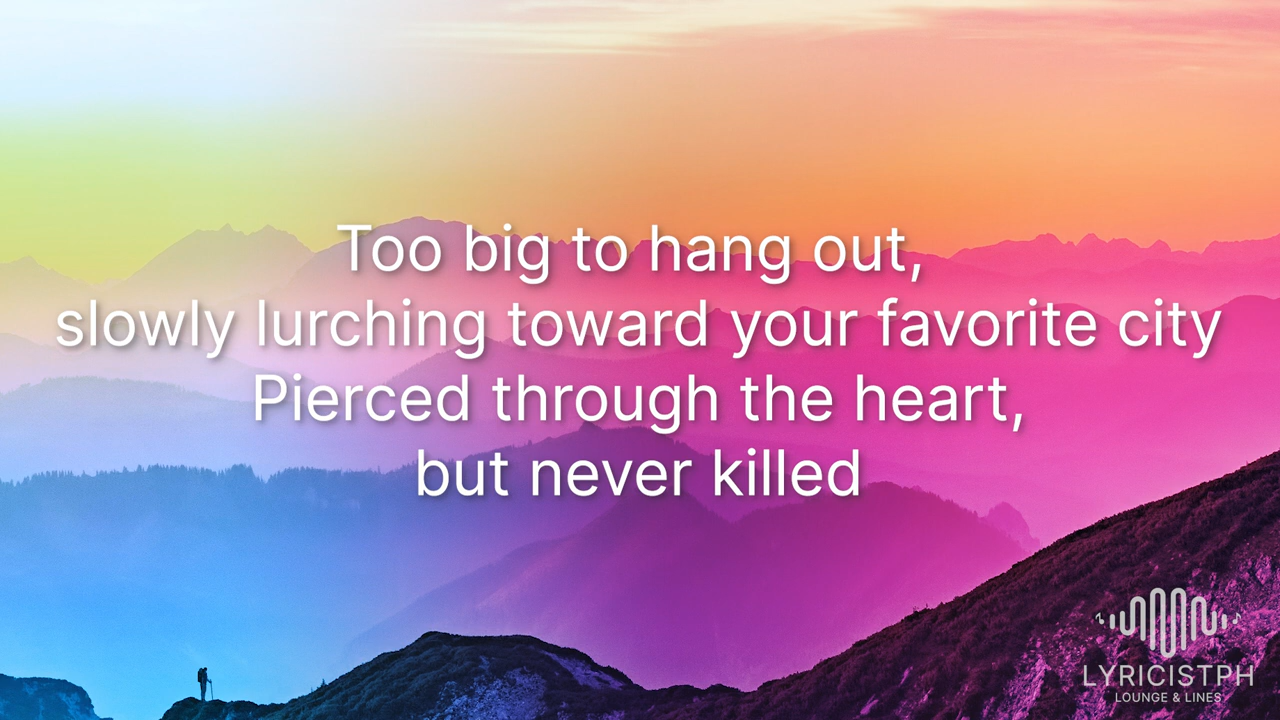 Too big to hang out,
slowly lurching toward your favorite city
Pierced through the heart,
but never killed
LYRICISTPH
LOUNGE & LINES